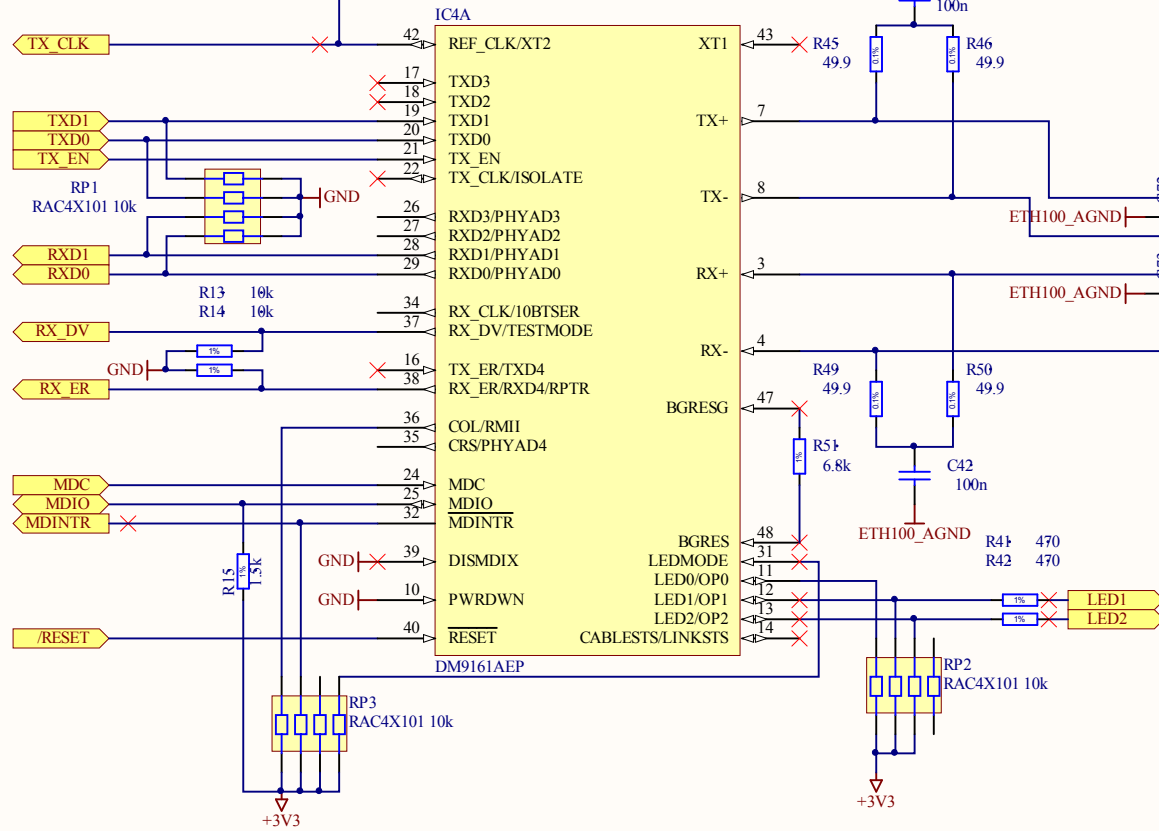 IC4A
100n
TX_CLK
42
REF_CLK/XT2
XT1
43
R45
49.9
0.1%
0.1%
R46
49.9
17
TXD3
18
TXD2
TXD1
19
TXD1
TX+
7
TXD0
20
TXD0
TX_EN
21
TX_EN
22
TX_CLK/ISOLATE
RP1
RAC4X101 10k
GND
TX-
8
26
RXD3/PHYAD3
ETH100_AGND
27
RXD2/PHYAD2
RXD1
28
RXD1/PHYAD1
RXD0
29
RXD0/PHYAD0
RX+
3
R13 10k
R14 10k
ETH100_AGND
34
RX_CLK/10BTSER
RX_DV
37
RX_DV/TESTMODE
1%
RX-
4
GND
1%
16
TX_ER/TXD4
R49
49.9
0.1%
0.1%
R50
49.9
RX_ER
38
RX_ER/RXD4/RPTR
BGRESG
47
36
COL/RMII
35
CRS/PHYAD4
1%
R51
6.8k
C42
100n
MDC
24
MDC
MDIO
25
MDIO
MDINTR
32
MDINTR
ETH100_AGND
BGRES
48
R41 470
R42 470
R15
1%
1.5k
GND
39
DISMDIX
LEDMODE
31
LED0/OP0
11
GND
10
PWRDWN
LED1/OP1
12
1%
LED1
LED2/OP2
13
1%
LED2
/RESET
40
RESET
CABLESTS/LINKSTS
14
DM9161AEP
RP2
RAC4X101 10k
RP3
RAC4X101 10k
+3V3
+3V3